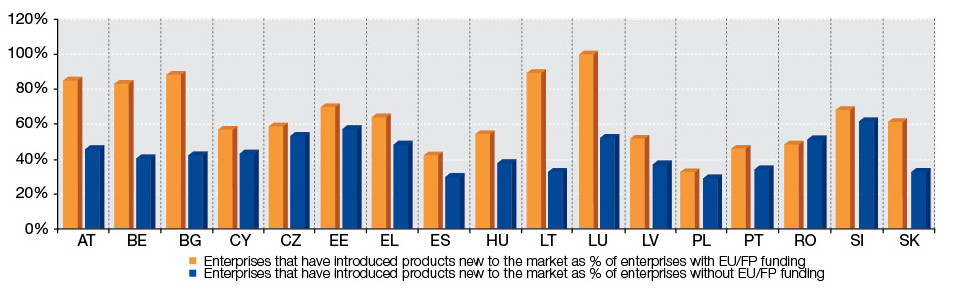 120%
100%
80%
60%
40%
20%
0%
AT BE BG CY CZ EE EL ES HU LT LU LV PL PT RO SI SK
Enterprises that have introduced products new to the market as % of enterprises with EU/FP funding
Enterprises that have introduced products new to the market as % of enterprises without EU/FP funding